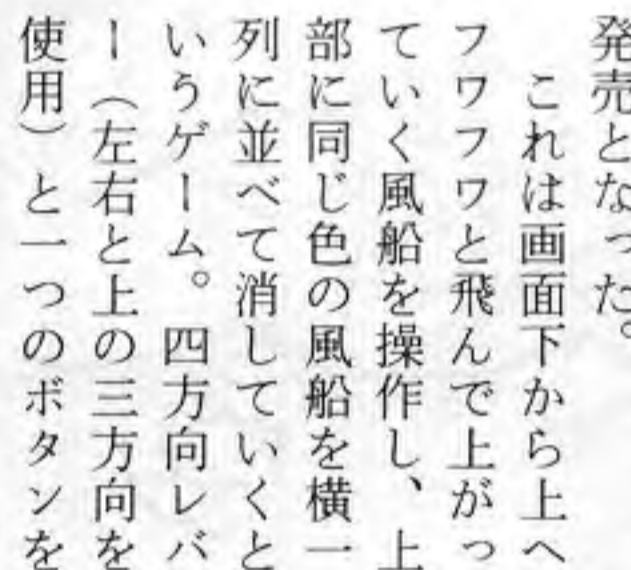 発売となった。
これは画面下から上へ
フワフワと飛んで上がっ
ていく風船を操作し、上
部に同じ色の風船を横一
列に並べて消していくと
いうゲーム。四方向レバ
ー（左右と上の三方向を
使用）と一つのボタンを